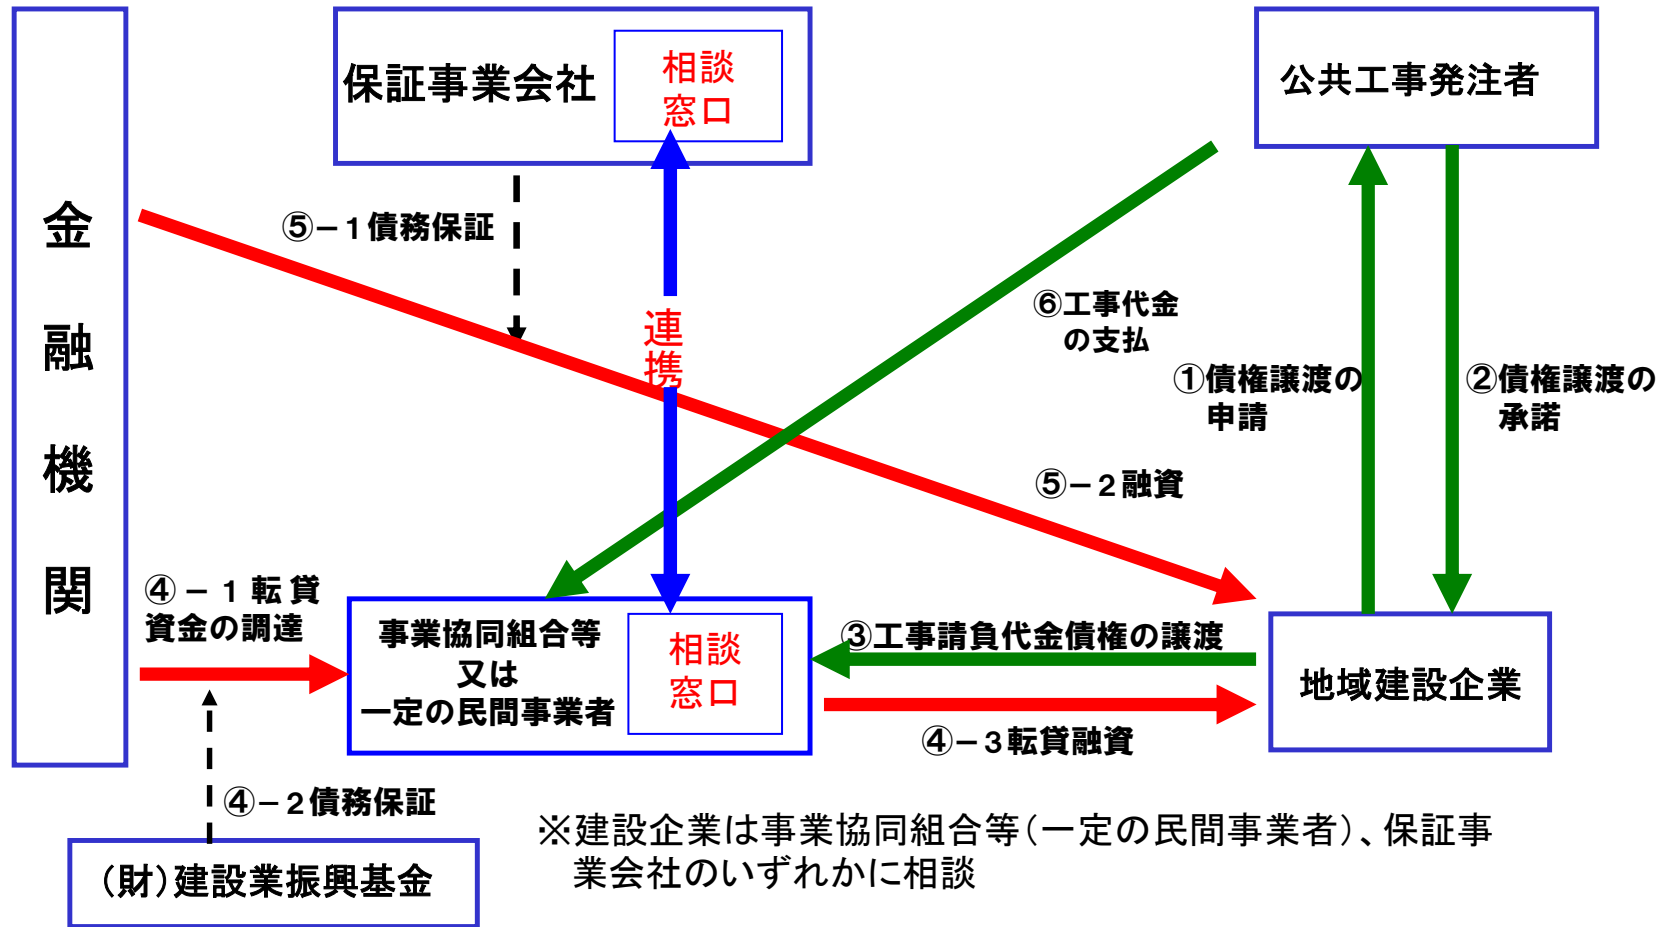 金融機関
保証事業会社
相談
窓口
公共工事発注者
⑤－1債務保証
連携
⑥工事代金
の支払
①債権譲渡の
申請
②債権譲渡の
承諾
⑤－2融資
④－1転貸
資金の調達
事業協同組合等
又は
一定の民間事業者
相談
窓口
③工事請負代金債権の譲渡
④－3転貸融資
地域建設企業
④－2債務保証
（財）建設業振興基金
※建設企業は事業協同組合等（一定の民間事業者）、保証事
業会社のいずれかに相談